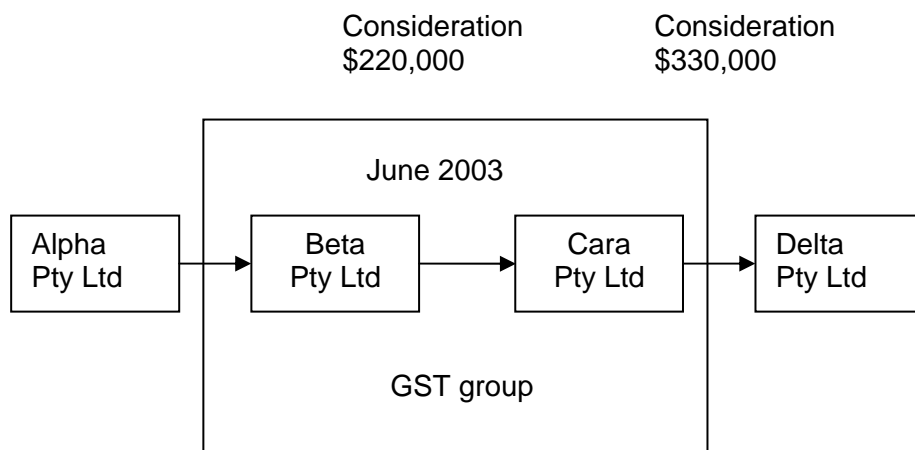 Consideration
$220,000
Consideration
$330,000
June 2003
Alpha
Pty Ltd
Beta
Pty Ltd
Cara
Pty Ltd
Delta
Pty Ltd
GST group